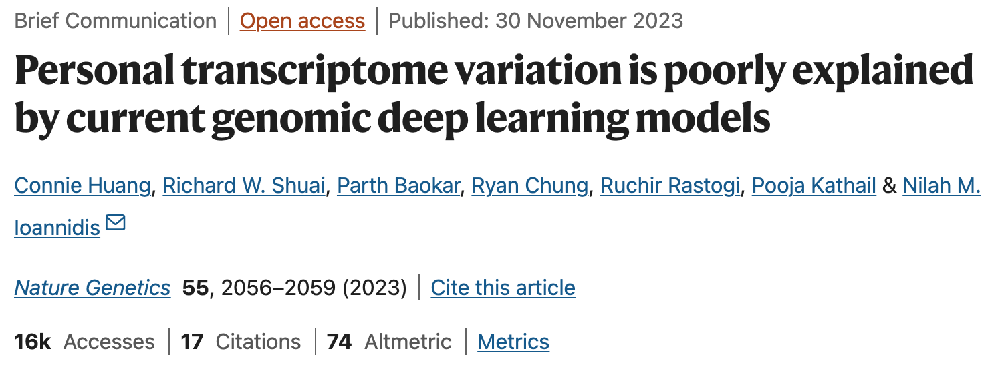 Brief Communication | Open access | Published: 30 November 2023
Personal transcriptome variation is poorly explained
by current genomic deep learning models
Connie Huang, Richard W. Shuai, Parth Baokar, Ryan Chung, Ruchir Rastogi, Pooja Kathail & Nilah M.
Ioannidis
Nature Genetics 55, 2056–2059 (2023) | Cite this article
16k Accesses | 17 Citations | 74 Altmetric | Metrics